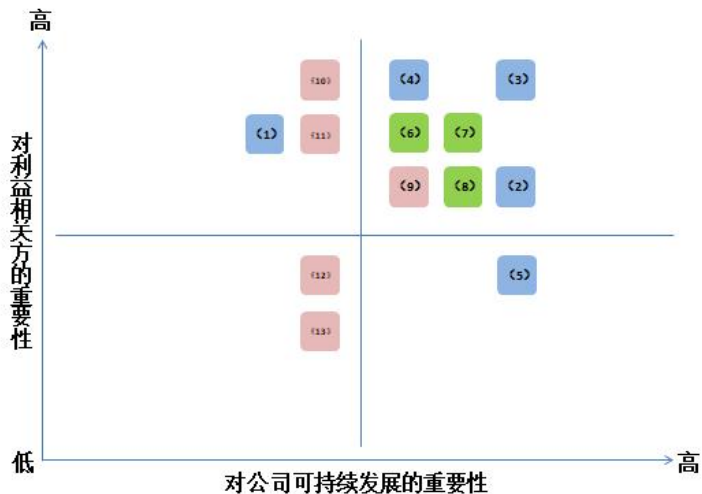 高
(10)
(4)
(3)
(1)
(11)
(6)
(7)
(9)
(8)
(2)
(12)
(5)
(13)
对利益相关方的重要性
低
高
对公司可持续发展的重要性